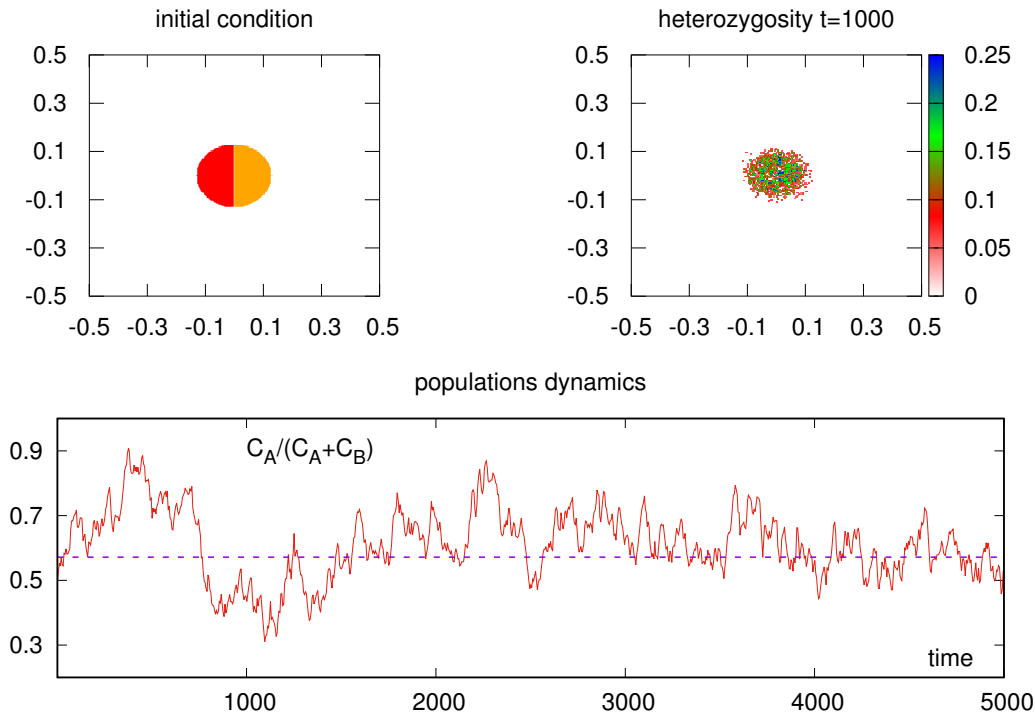 initial condition
0.5
0.3
0.1
-0.1
-0.3
-0.5
-0.5 -0.3 -0.1 0.1 0.3 0.5
heterozygosity t=1000
0.5
0.3
0.1
-0.1
-0.3
-0.5
-0.5 -0.3 -0.1 0.1 0.3 0.5
0.25
0.2
0.15
0.1
0.05
0
populations dynamics
C_A/(C_A+C_B)
0.9
0.7
0.5
0.3
time
1000 2000 3000 4000 5000